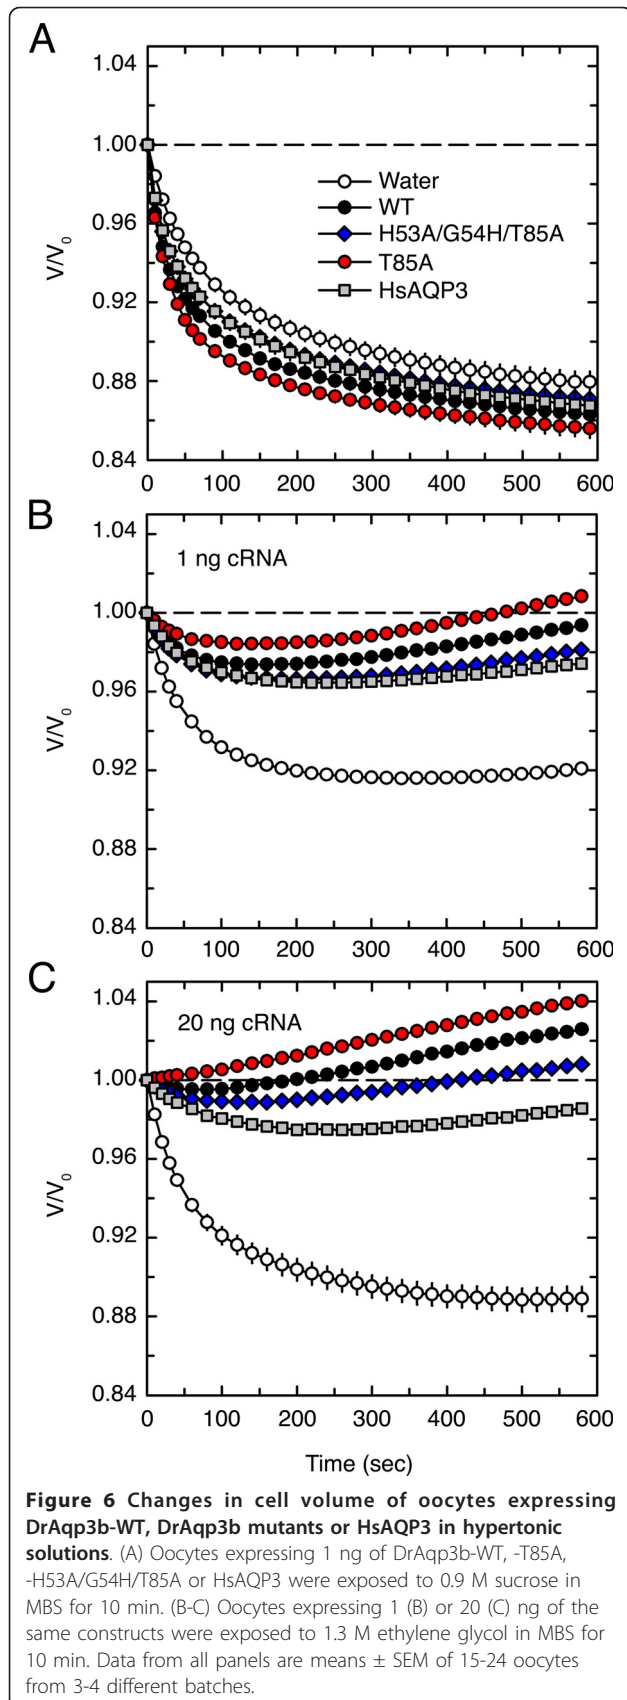 A
1.04
1.00
0.96
0.92
0.88
0.84
V/V0
Water
WT
H53A/G54H/T85A
T85A
HsAQP3
0 100 200 300 400 500 600
B
1.04
1.00
0.96
0.92
0.88
0.84
V/V0
1 ng cRNA
0 100 200 300 400 500 600
C
1.04
1.00
0.96
0.92
0.88
0.84
V/V0
20 ng cRNA
0 100 200 300 400 500 600
Time (sec)
Figure 6 Changes in cell volume of oocytes expressing
DrAqp3b-WT, DrAqp3b mutants or HsAQP3 in hypertonic
solutions. (A) Oocytes expressing 1 ng of DrAqp3b-WT, -T85A,
-H53A/G54H/T85A or HsAQP3 were exposed to 0.9 M sucrose in
MBS for 10 min. (B-C) Oocytes expressing 1 (B) or 20 (C) ng of the
same constructs were exposed to 1.3 M ethylene glycol in MBS for
10 min. Data from all panels are means ± SEM of 15-24 oocytes
from 3-4 different batches.